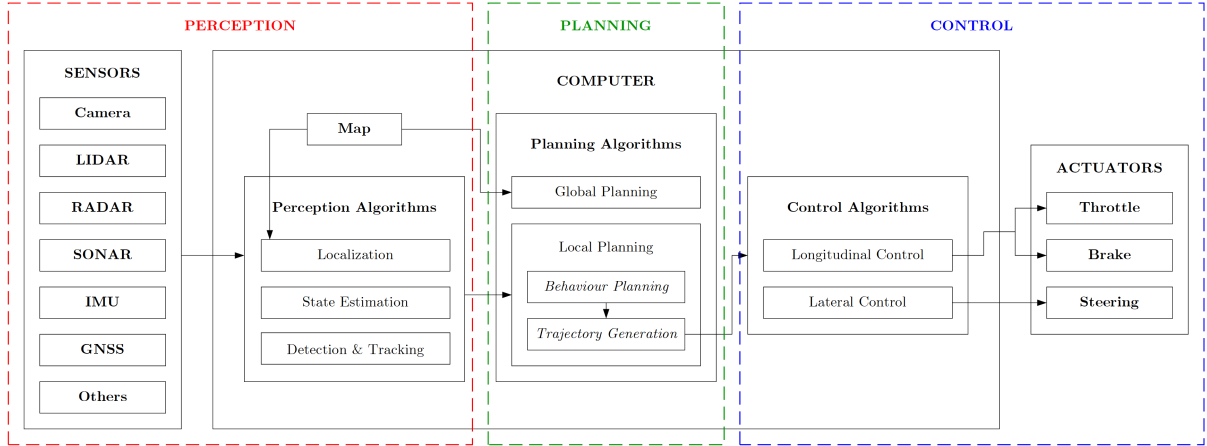 PERCEPTION
PLANNING
CONTROL
SENSORS
Camera
LIDAR
RADAR
SONAR
IMU
GNSS
Others
COMPUTER
Map
Perception Algorithms
Localization
State Estimation
Detection & Tracking
Planning Algorithms
Global Planning
Local Planning
Behaviour Planning
Trajectory Generation
Control Algorithms
Longitudinal Control
Lateral Control
ACTUATORS
Throttle
Brake
Steering